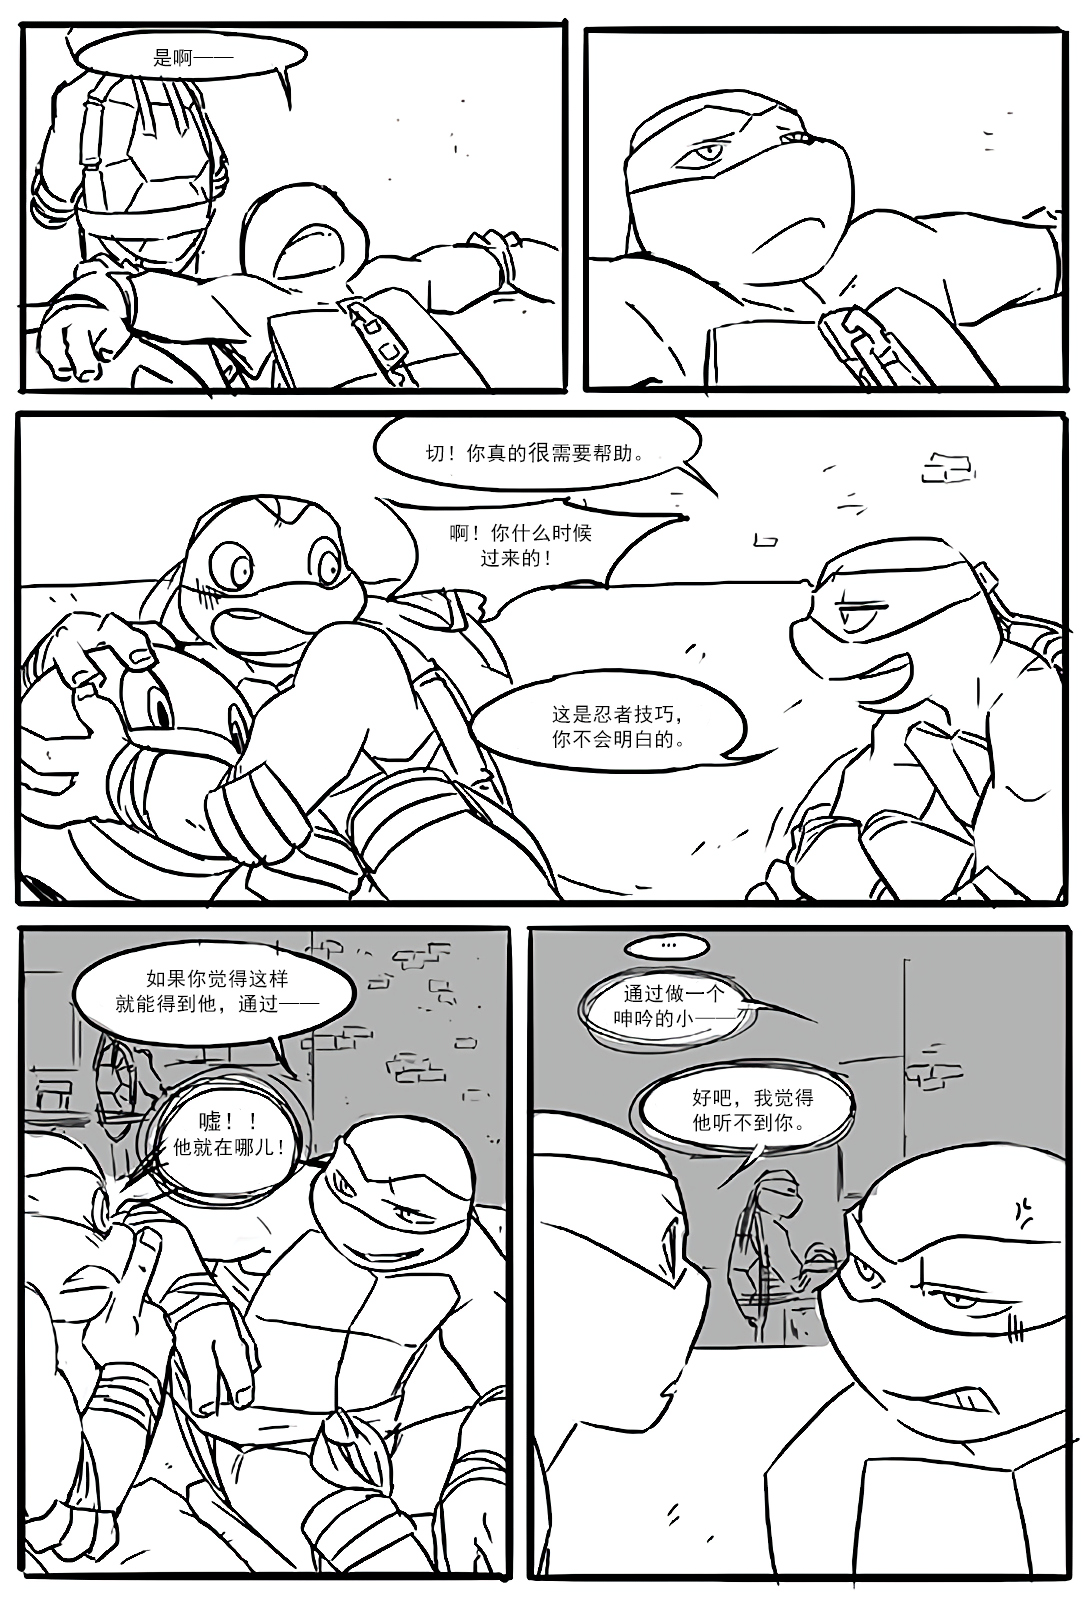 是啊——
切！你真的很需要帮助。
啊！你什么时候
过来的！
这是忍者技巧，
你不会明白的。
如果你觉得这样
就能得到他，通过——
嘘！！
他就在哪儿！
…
通过做一个
呻吟的小——
好吧，我觉得
他听不到你。